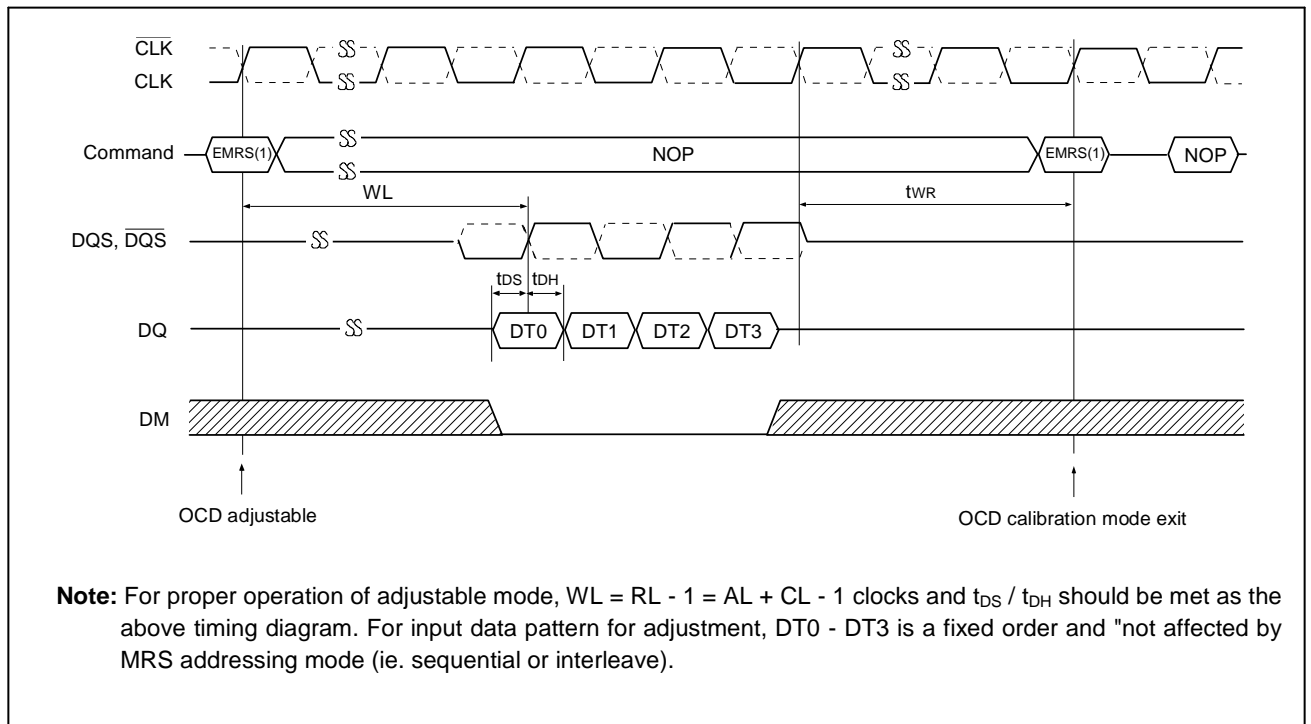 CLK
CLK
Command
EMRS(1)
NOP
EMRS(1)
NOP
WL
tWR
DQS, DQS
tDS
tDH
DQ
DT0
DT1
DT2
DT3
DM
OCD adjustable
OCD calibration mode exit
Note: For proper operation of adjustable mode, WL = RL - 1 = AL + CL - 1 clocks and tDS / tDH should be met as the
above timing diagram. For input data pattern for adjustment, DT0 - DT3 is a fixed order and "not affected by
MRS addressing mode (ie. sequential or interleave).